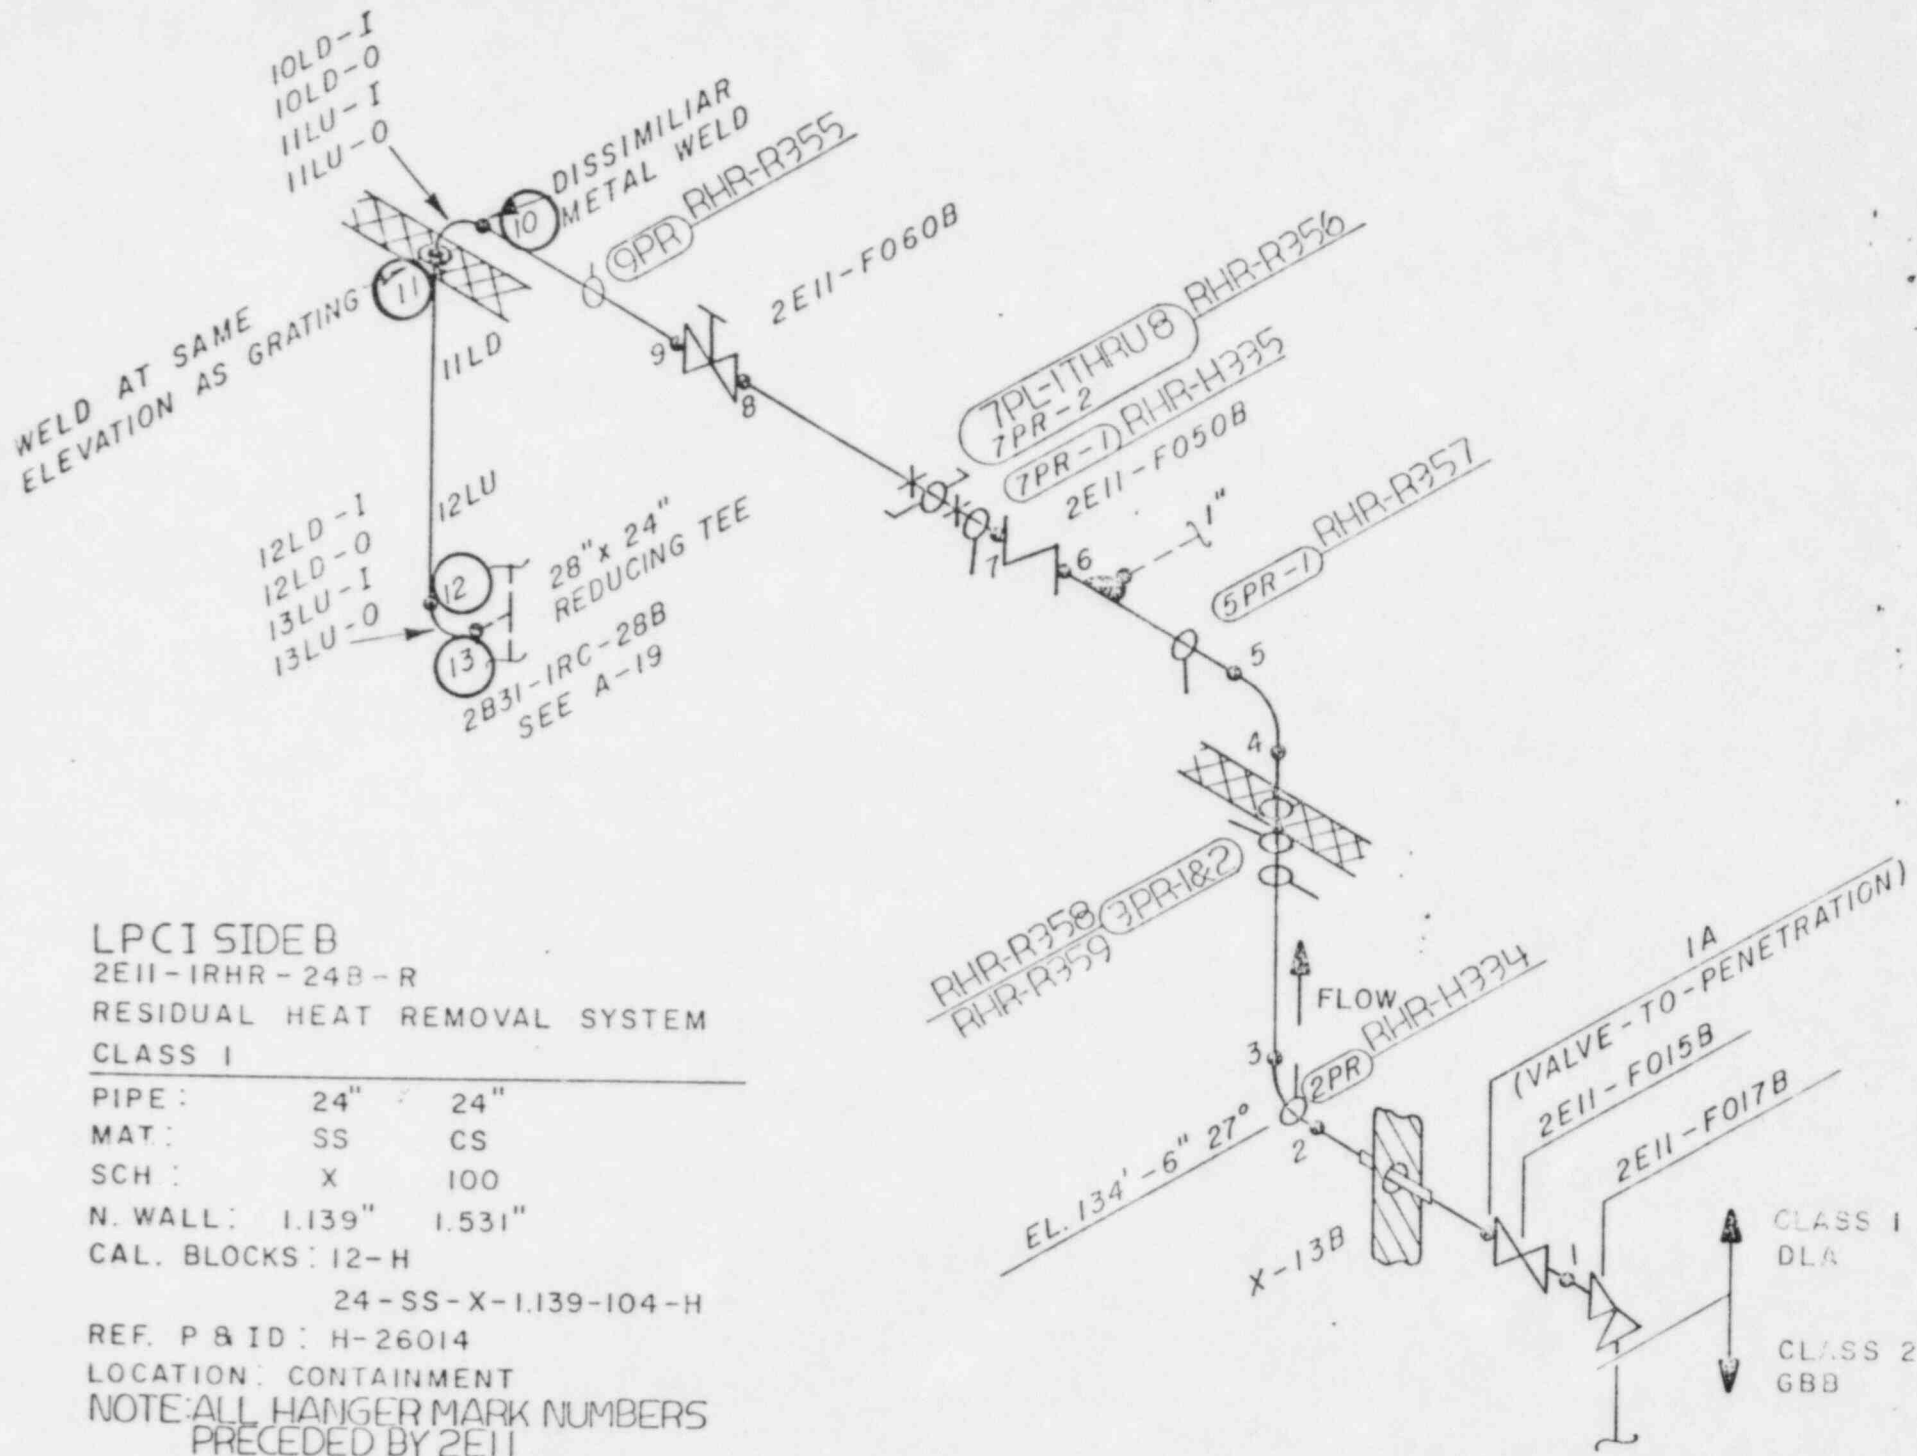 10LD-I
10LD-O
11LU-I
11LU-O
DISSIMILIAR
METAL WELD
10
9PR RHR-R355
2E11-F060B
11
WELD AT SAME
ELEVATION AS GRATING
11LD
9
8
7PL-1THRU8 RHR-R356
7PR-2
7PR-1 RHR-H335
2E11-F050B
1"
RHR-R357
5PR-1
12LU
12LD-I
12LD-O
13LU-I
13LU-O
12
13
28" x 24"
REDUCING TEE
2B31-1RC-28B
SEE A-19
7
6
5
4
RHR-R358
RHR-R359
3PR-1&2
FLOW
3
2PR RHR-H334
2
EL. 134'-6" 27°
X-13B
1A
(VALVE-TO-PENETRATION)
2E11-F015B
2E11-F017B
1
CLASS 1
DLA
CLASS 2
GBB
LPCI SIDE B
2E11-1RHR-24B-R
RESIDUAL HEAT REMOVAL SYSTEM
CLASS 1
PIPE: 24" 24"
MAT: SS CS
SCH: X 100
N. WALL: 1.139" 1.531"
CAL. BLOCKS: 12-H
24-SS-X-1.139-104-H
REF. P & ID: H-26014
LOCATION: CONTAINMENT
NOTE:ALL HANGER MARK NUMBERS
PRECEDED BY 2E11